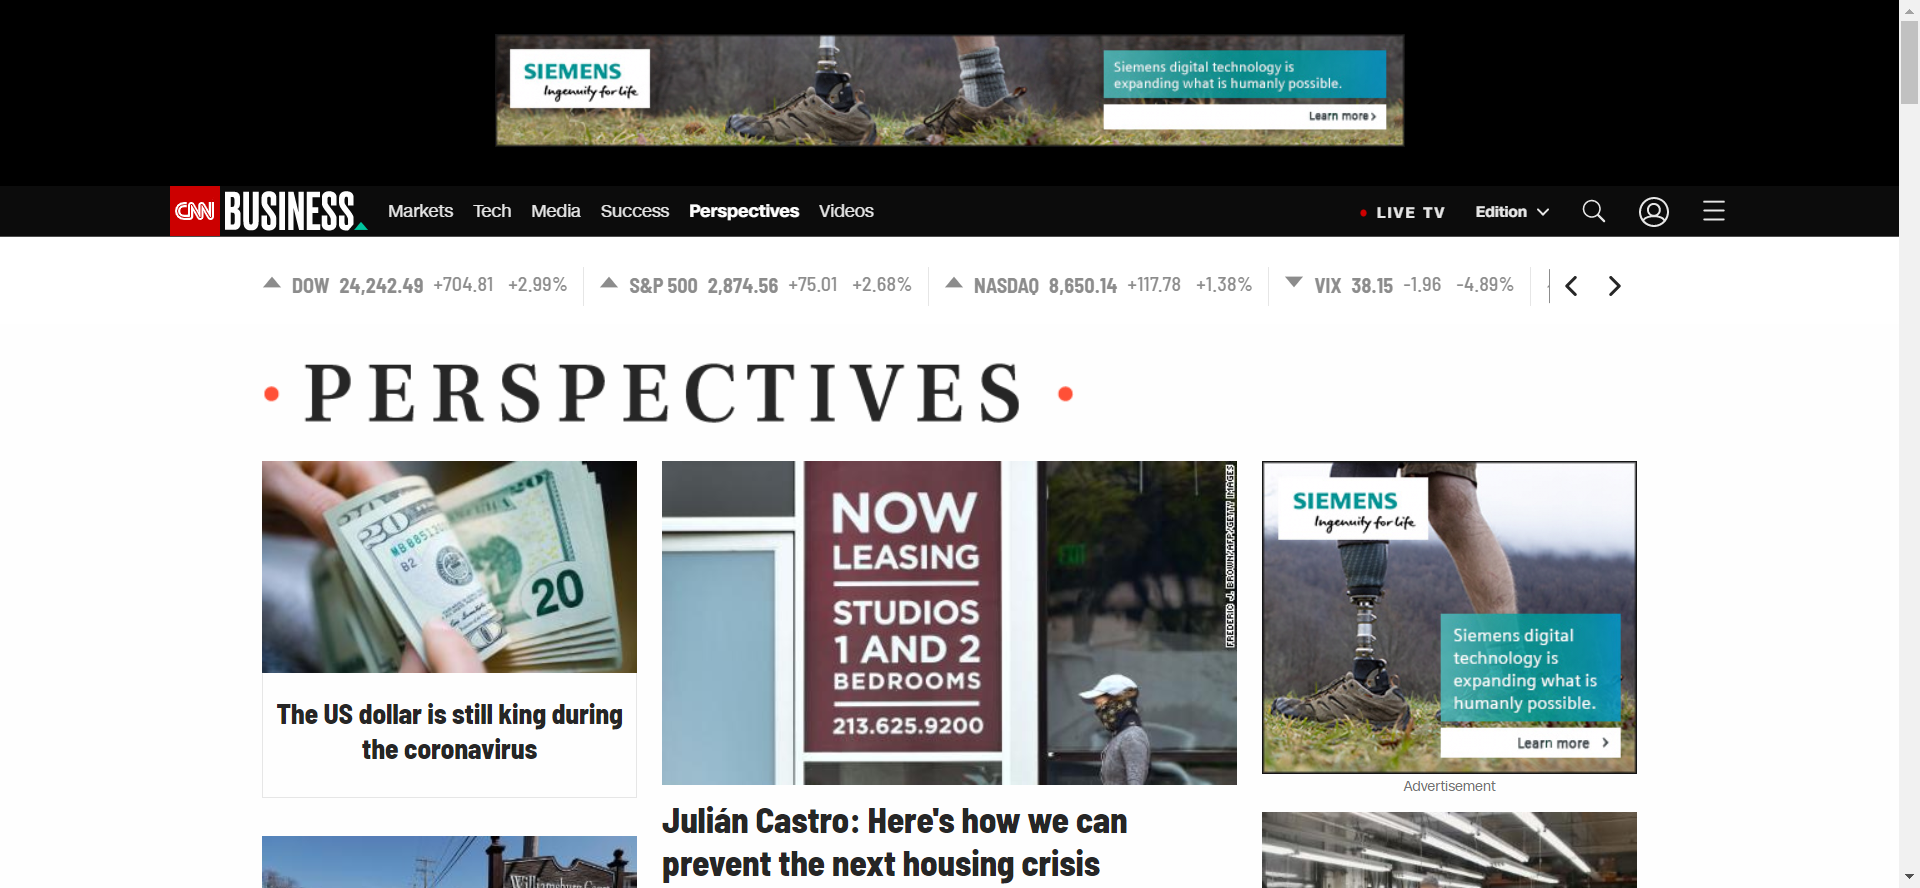 SIEMENS
Ingenuity for life
Siemens digital technology is
expanding what is humanly possible.
Learn more
CNN BUSINESS Markets Tech Media Success Perspectives Videos LIVE TV Edition
DOW 24,242.49 +704.81 +2.99% S&P 500 2,874.56 +75.01 +2.68% NASDAQ 8,650.14 +117.78 +1.38% VIX 38.15 -1.96 -4.89%
PERSPECTIVES
20
MB8851
B2
20
The US dollar is still king during
the coronavirus
NOW
LEASING
STUDIOS
1 AND 2
BEDROOMS
213.625.9200
EXIT
FREDERIC J. BROWN/AFP/GETTY IMAGES
Julián Castro: Here's how we can
prevent the next housing crisis
SIEMENS
Ingenuity for life
Siemens digital
technology is
expanding what is
humanly possible.
Learn more
Advertisement
Williamsburg